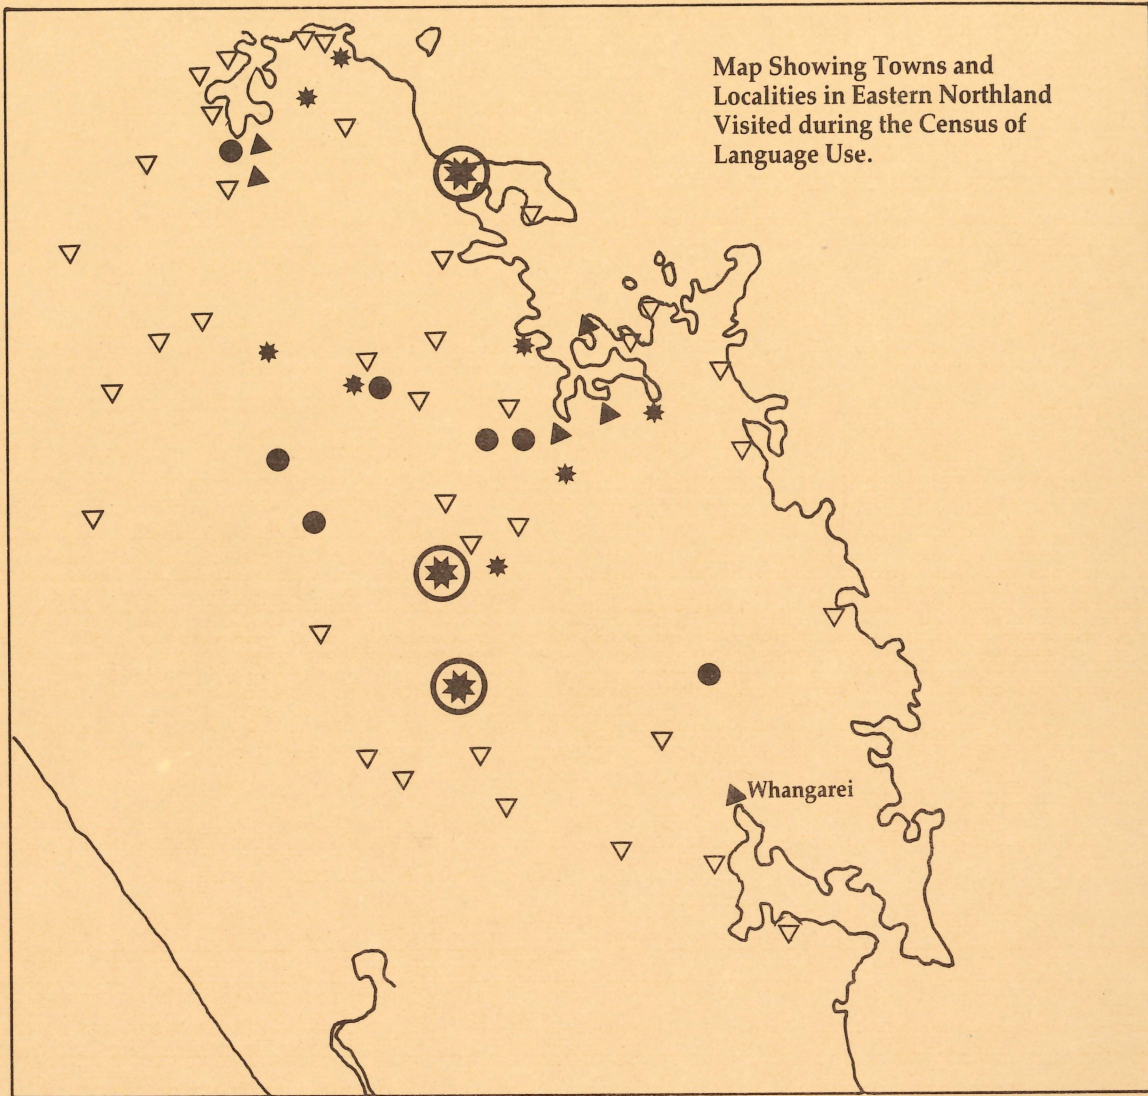 Map Showing Towns and
Localities in Eastern Northland
Visited during the Census of
Language Use.
Whangarei